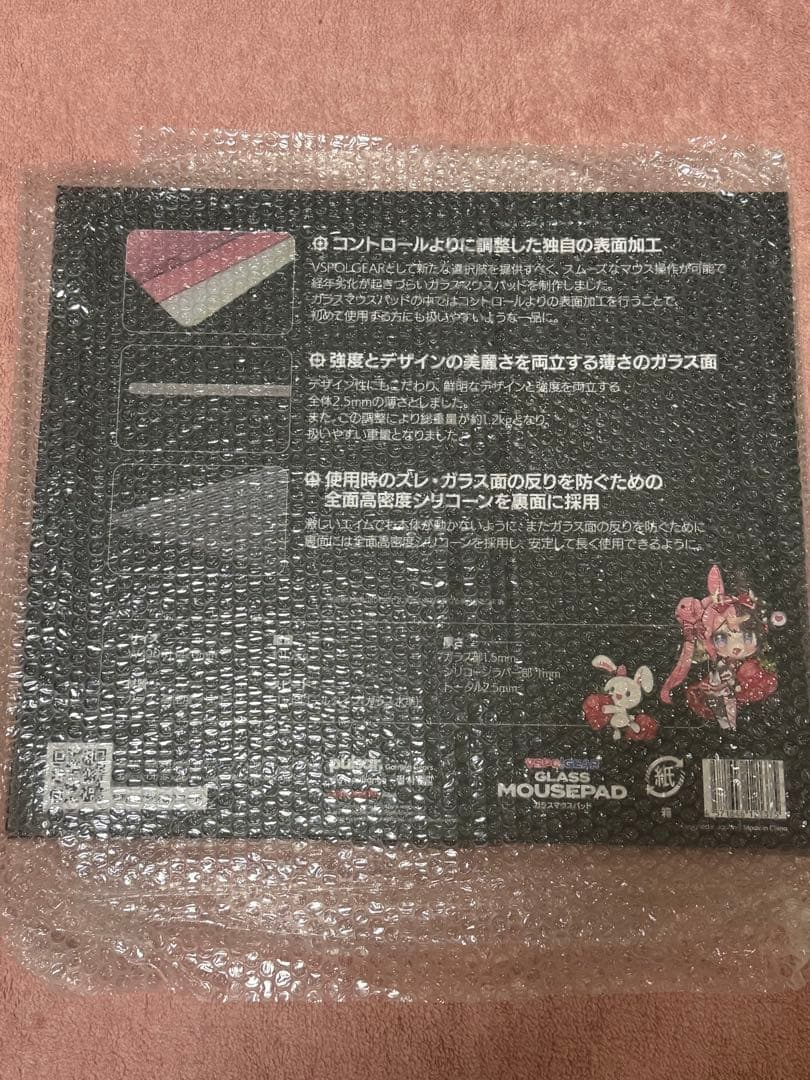 コントロールよりに調整した独自の表面加工
VSPOLGEARとして新たな選択肢を提供すべく、スムーズなマウス操作が可能で
経年劣化が起きづらいガラスマウスパッドを制作しました。
ガラスマウスパッドの中ではコントロールよりの表面加工を行うことで、
初めて使用する方にも扱いやすいような一品に。
強度とデザインの美麗さを両立する薄さのガラス面
デザイン性にもこだわり、鮮明なデザインと強度を両立する
全体2.5mmの薄さとしました。
また、この調整により総重量が約1.2kgとなり、
扱いやすい重量となりました。
使用時のズレ・ガラス面の反りを防ぐための
全面高密度シリコーンを裏面に採用
激しいエイムでも本体が動かないように、またガラス面の反りを防ぐために
裏面には全面高密度シリコーンを採用し、安定して長く使用できるように。
厚さ
ガラス部1.5mm
シリコーンラバー部 1mm
トータル2.5mm
pulsar Gaming Gears
VSPO!GEAR
GLASS
MOUSEPAD
ガラスマウスパッド
紙
箱
Made in China